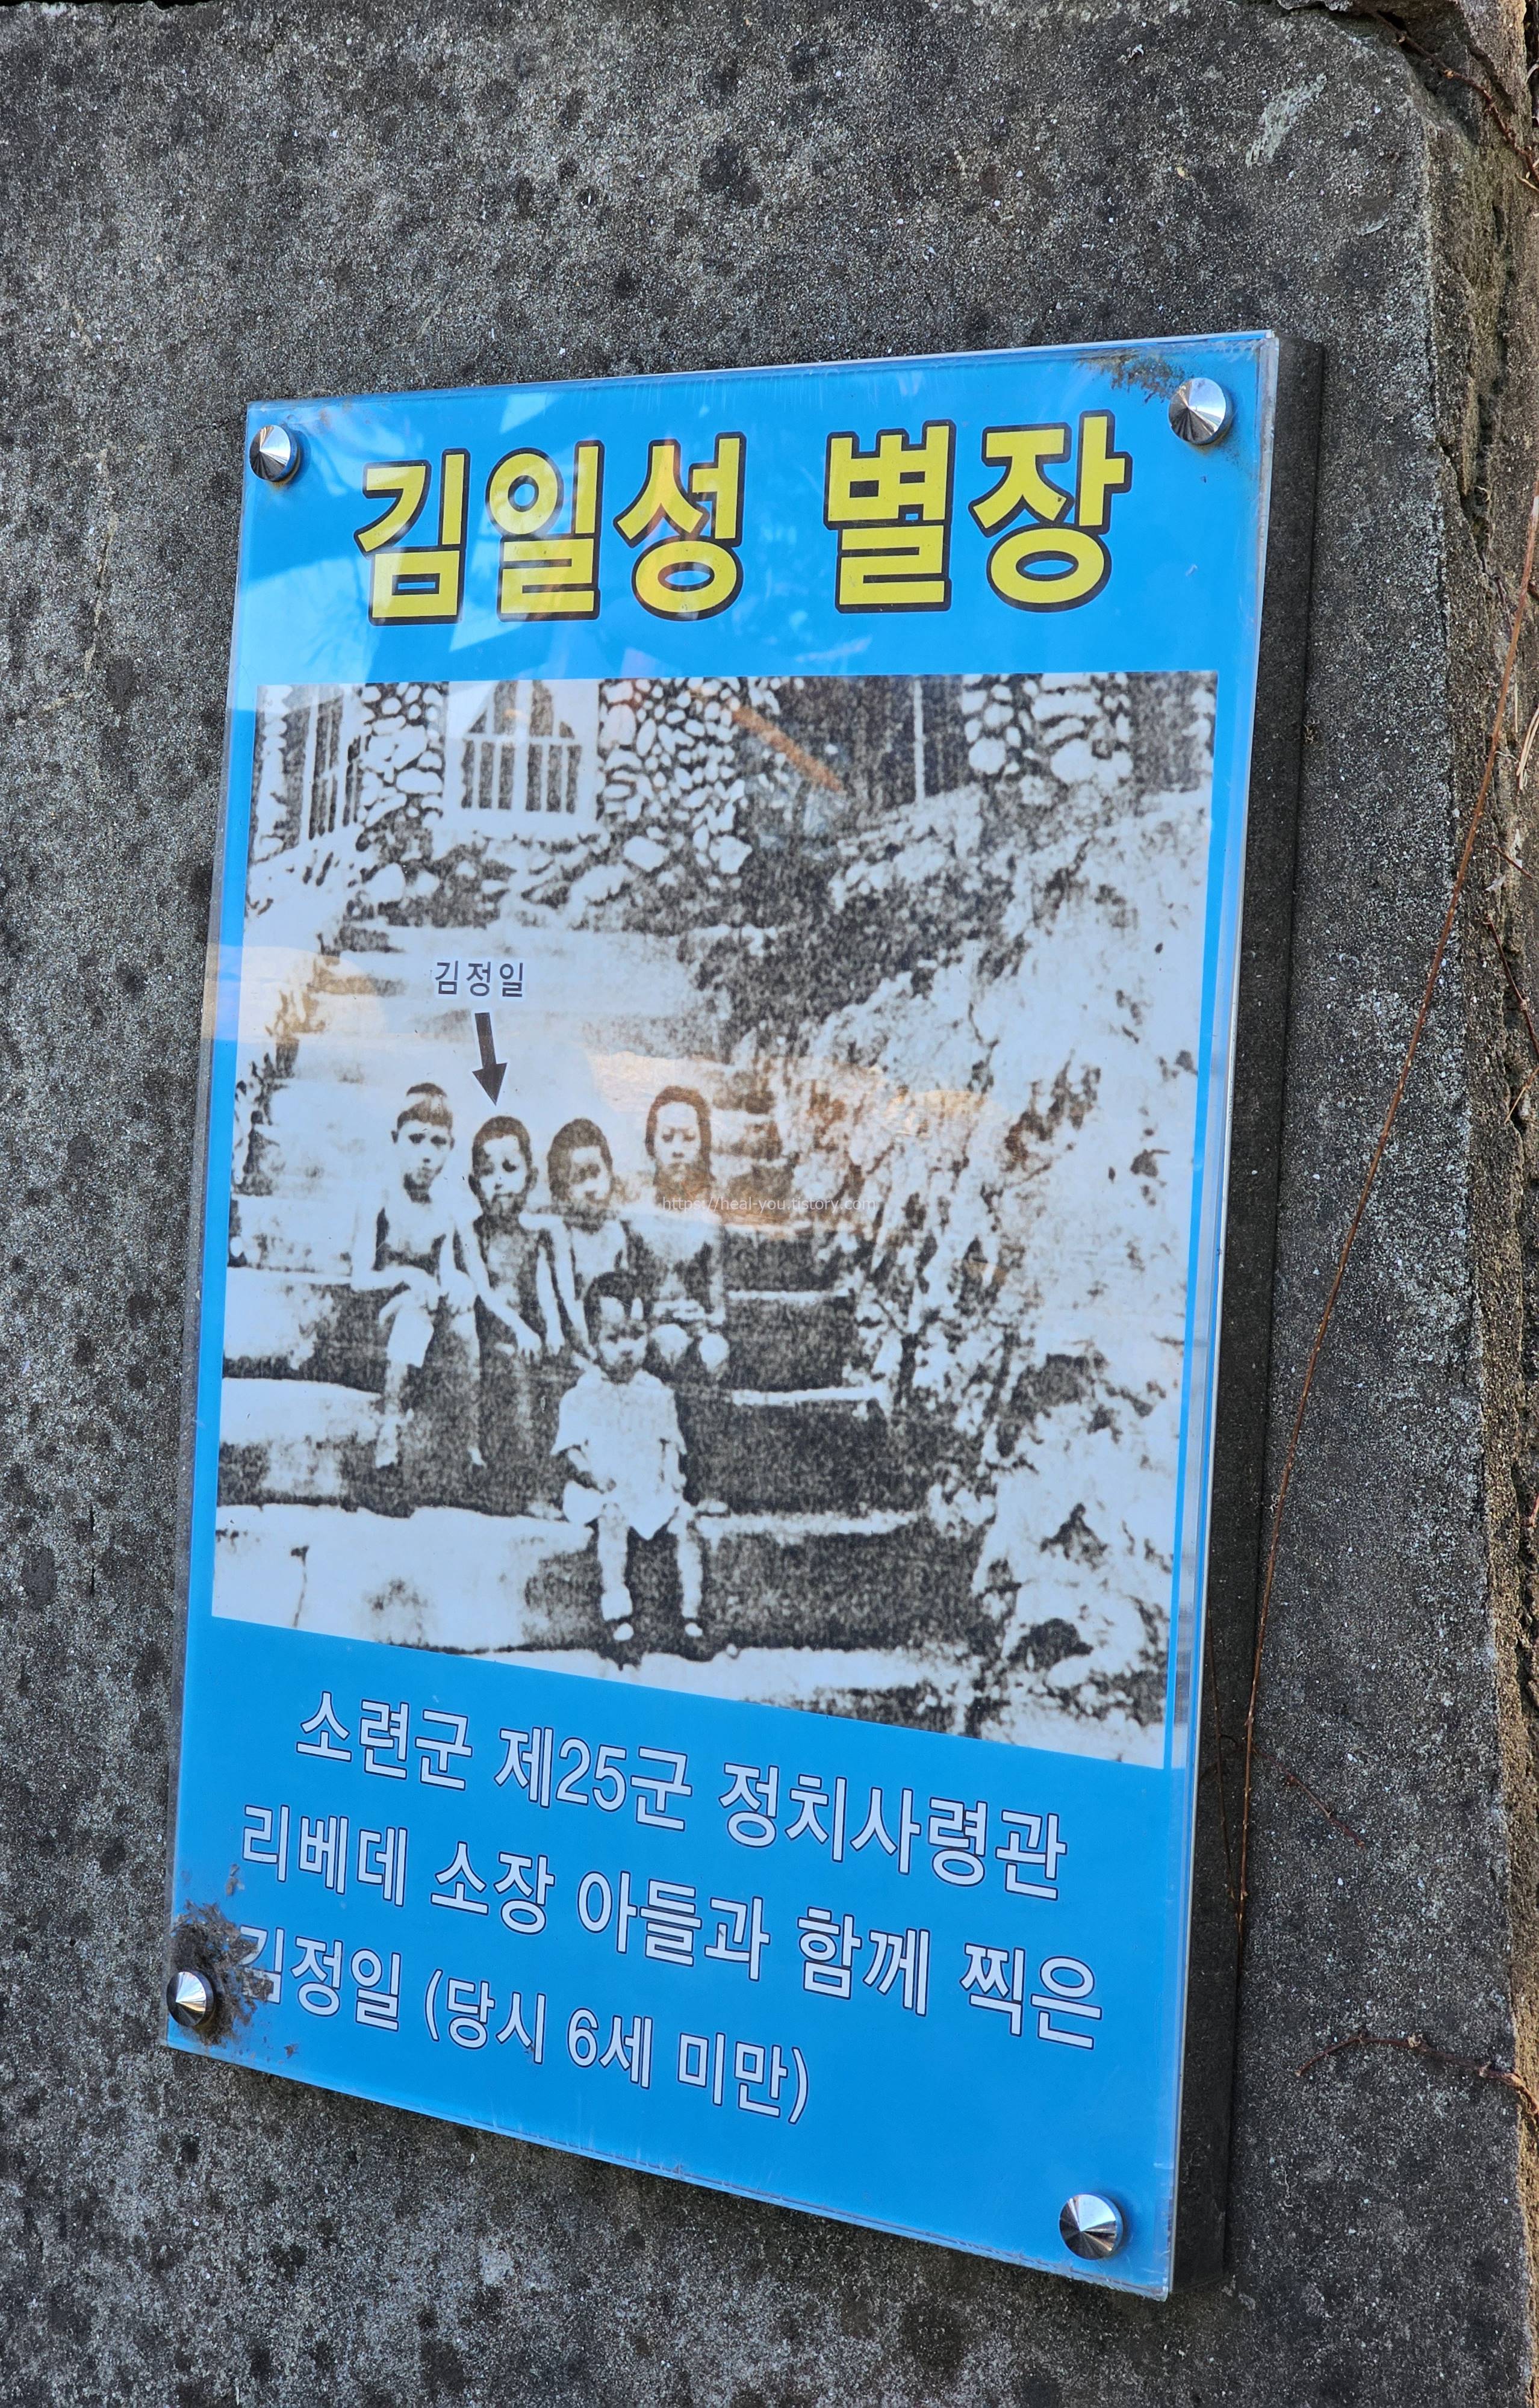 김일성 별장
김정일
https://heal-you.tistory.com
소련군 제25군 정치사령관
리베데 소장 아들과 함께 찍은
김정일 (당시 6세 미만)